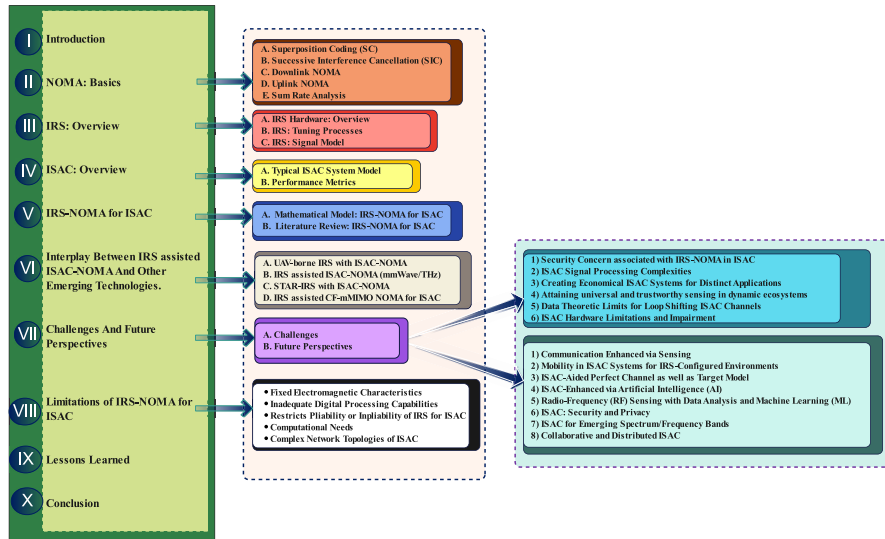 I
Introduction
II
NOMA: Basics
III
IRS: Overview
IV
ISAC: Overview
V
IRS-NOMA for ISAC
VI
Interplay Between IRS assisted
ISAC-NOMA And Other
Emerging Technologies.
VII
Challenges And Future
Perspectives
VIII
Limitations of IRS-NOMA for
ISAC
IX
Lessons Learned
X
Conclusion
A. Superposition Coding (SC)
B. Successive Interference Cancellation (SIC)
C. Downlink NOMA
D. Uplink NOMA
E. Sum Rate Analysis
A. IRS Hardware: Overview
B. IRS: Tuning Processes
C. IRS: Signal Model
A. Typical ISAC System Model
B. Performance Metrics
A. Mathematical Model: IRS-NOMA for ISAC
B. Literature Review: IRS-NOMA for ISAC
A. UAV-borne IRS with ISAC-NOMA
B. IRS assisted ISAC-NOMA (mmWave/THz)
C. STAR-IRS with ISAC-NOMA
D. IRS assisted CF-mMIMO NOMA for ISAC
A. Challenges
B. Future Perspectives
• Fixed Electromagnetic Characteristics
• Inadequate Digital Processing Capabilities
• Restricts Pliability or Inpliability of IRS for ISAC
• Computational Needs
• Complex Network Topologies of ISAC
1) Security Concern associated with IRS-NOMA in ISAC
2) ISAC Signal Processing Complexities
3) Creating Economical ISAC Systems for Distinct Applications
4) Attaining universal and trustworthy sensing in dynamic ecosystems
5) Data Theoretic Limits for Loop Shifting ISAC Channels
6) ISAC Hardware Limitations and Impairment
1) Communication Enhanced via Sensing
2) Mobility in ISAC Systems for IRS-Configured Environments
3) ISAC-Aided Perfect Channel as well as Target Model
4) ISAC-Enhanced via Artificial Intelligence (AI)
5) Radio-Frequency (RF) Sensing with Data Analysis and Machine Learning (ML)
6) ISAC: Security and Privacy
7) ISAC for Emerging Spectrum/Frequency Bands
8) Collaborative and Distributed ISAC